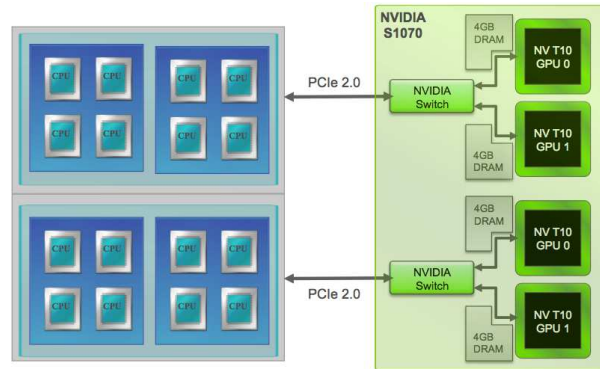 NVIDIA
S1070
4GB
DRAM
NV T10
GPU 0
CPU CPU CPU CPU
PCIe 2.0
NVIDIA
Switch
CPU CPU CPU CPU
NV T10
GPU 1
4GB
DRAM
4GB
DRAM
NV T10
GPU 0
CPU CPU CPU CPU
NVIDIA
Switch
PCIe 2.0
CPU CPU CPU CPU
NV T10
GPU 1
4GB
DRAM